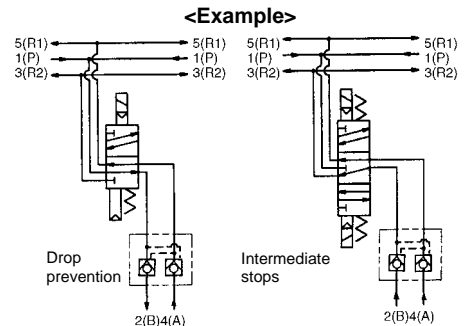 <Example>
5(R1) 5(R1) 5(R1) 5(R1)
1(P) 1(P) 1(P) 1(P)
3(R2) 3(R2) 3(R2) 3(R2)
Drop
prevention
Intermediate
stops
2(B)4(A) 2(B)4(A)